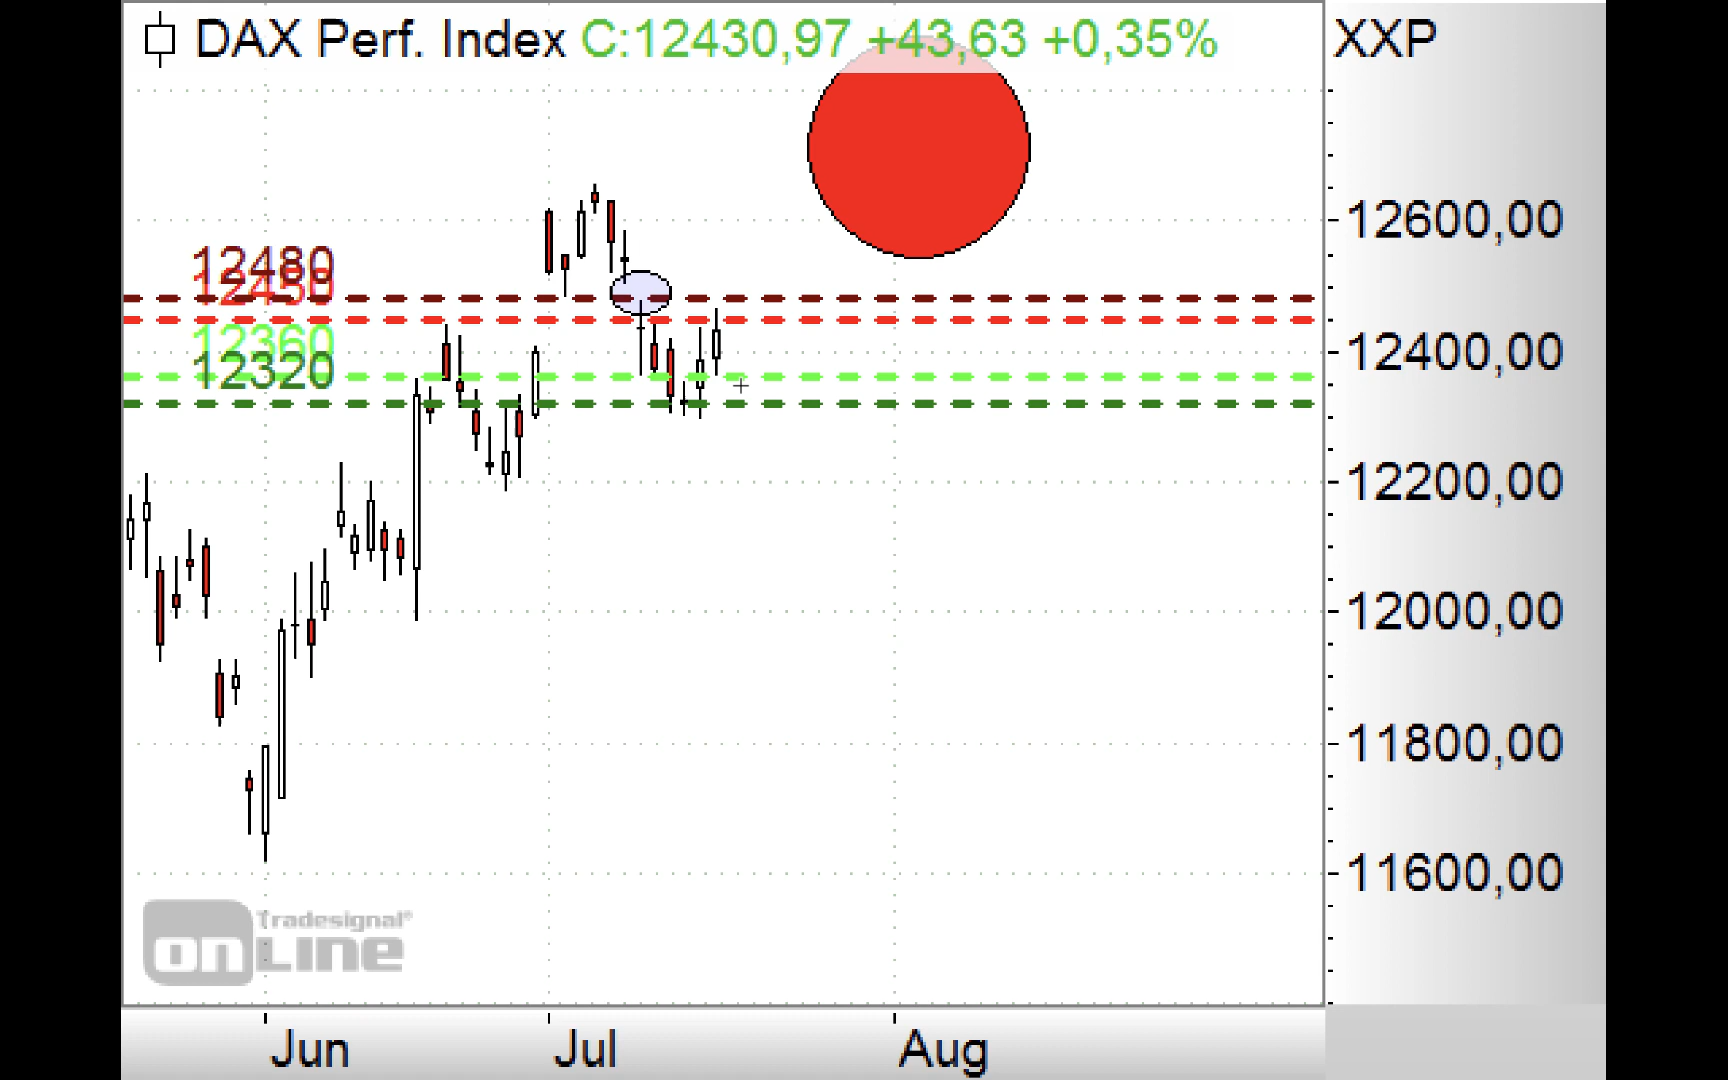 DAX Perf. Index C:12430,97 +43,63 +0,35%
XXP
12600,00
12480
12450
12400,00
12360
12320
12200,00
12000,00
11800,00
11600,00
Tradesignal®
onLine
Jun
Jul
Aug